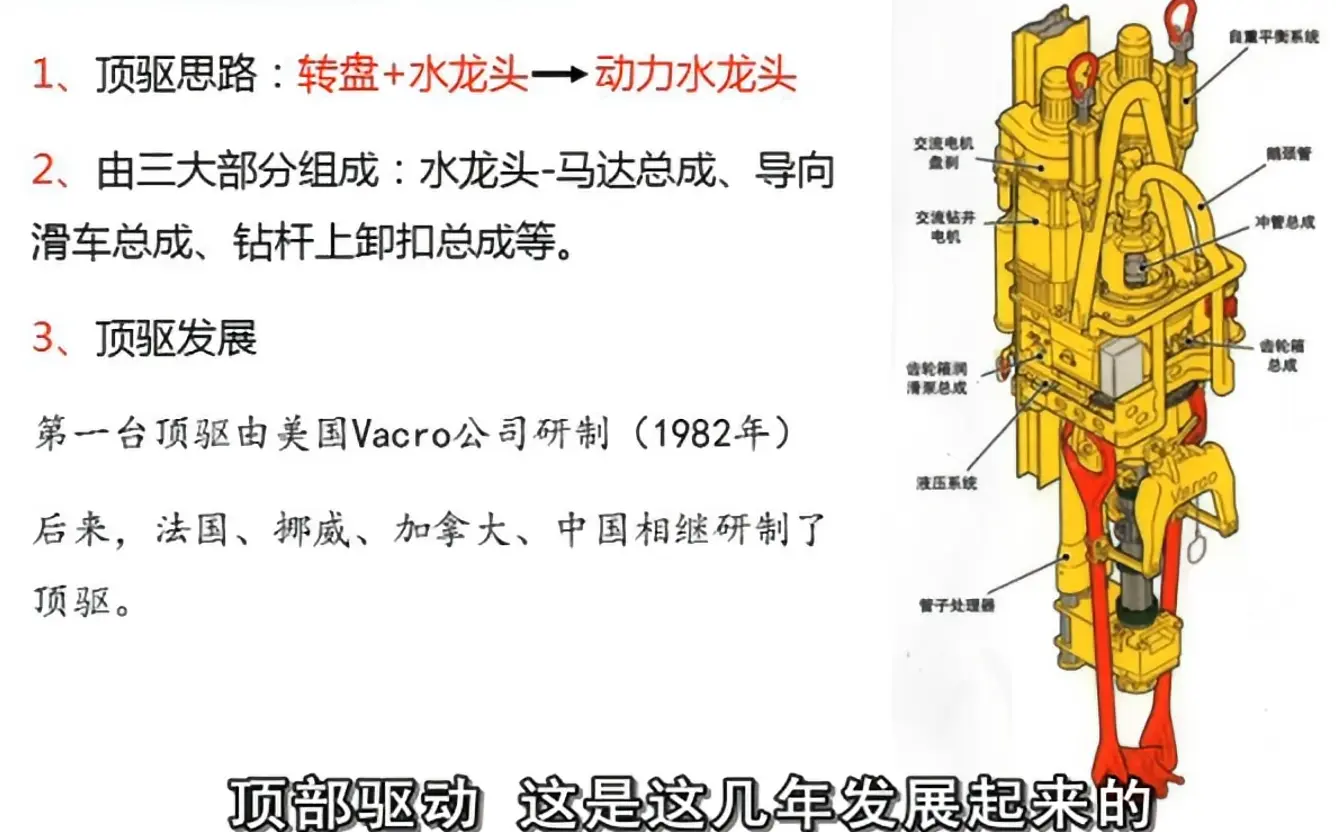 1、顶驱思路：转盘+水龙头→动力水龙头
2、由三大部分组成：水龙头-马达总成、导向
滑车总成、钻杆上卸扣总成等。
3、顶驱发展
第一台顶驱由美国Vacro公司研制（1982年）
后来，法国、挪威、加拿大、中国相继研制了
顶驱。
自重平衡系统
交流电机
盘刹
鹅颈管
交流钻井
电机
冲管总成
齿轮箱
总成
齿轮箱润
滑泵总成
液压系统
Varco
管子处理器
顶部驱动 这是这几年发展起来的